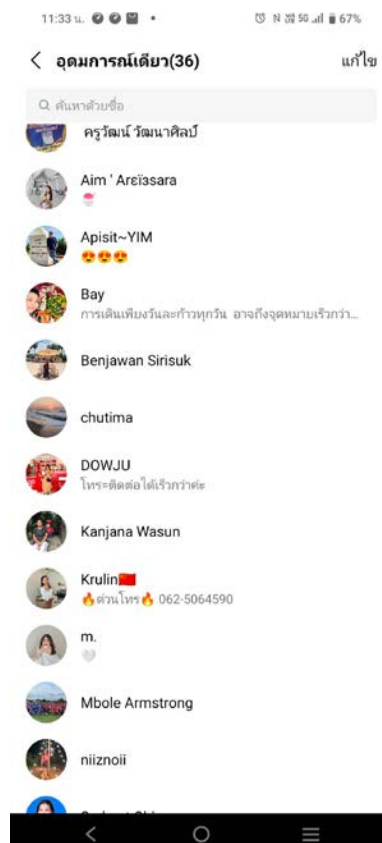 11:33 น. 67%
อุดมการณ์เดียว(36) แก้ไข
ค้นหาด้วยชื่อ
ครูวัฒน์ วัฒนาศิลป์
Aim ' Areïasara
🍧
Apisit~YIM
😍😍😍
Bay
การเดินเพียงวันละก้าวทุกวัน อาจถึงจุดหมายเร็วกว่า...
Benjawan Sirisuk
chutima
DOWJU
โทร=ติดต่อได้เร็วกว่าค่ะ
Kanjana Wasun
Krulin🇨🇳
🔥ด่วนโทร🔥 062-5064590
m.
🤍
Mbole Armstrong
niiznoii